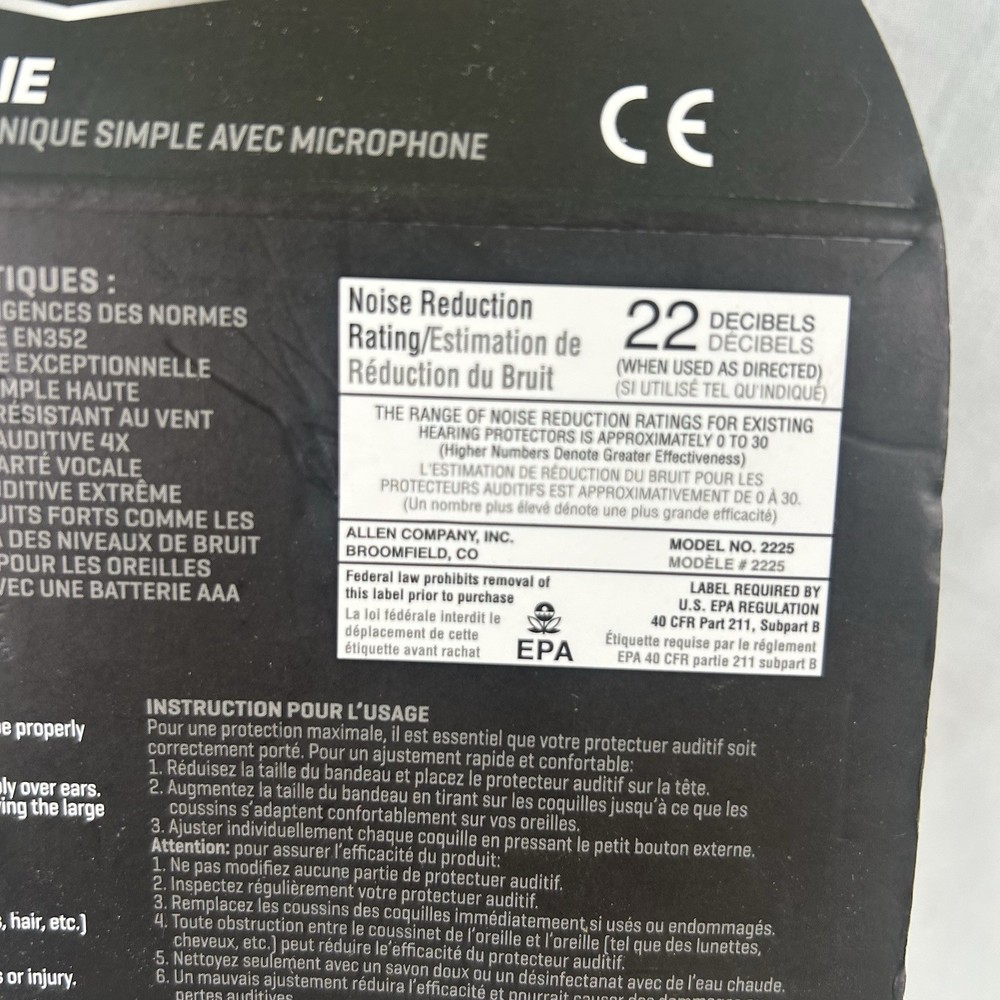 IE
NIQUE SIMPLE AVEC MICROPHONE
CE
TIQUES :
IGENCES DES NORMES
E EN352
E EXCEPTIONNELLE
MPLE HAUTE
RÉSISTANT AU VENT
AUDITIVE 4X
ARTÉ VOCALE
DITIVE EXTRÊME
UITS FORTS COMME LES
À DES NIVEAUX DE BRUIT
POUR LES OREILLES
VEC UNE BATTERIE AAA
Noise Reduction
Rating/Estimation de
Réduction du Bruit
22 DECIBELS
DÉCIBELS
(WHEN USED AS DIRECTED)
(SI UTILISÉ TEL QU'INDIQUÉ)
THE RANGE OF NOISE REDUCTION RATINGS FOR EXISTING
HEARING PROTECTORS IS APPROXIMATELY 0 TO 30
(Higher Numbers Denote Greater Effectiveness)
L'ESTIMATION DE RÉDUCTION DU BRUIT POUR LES
PROTECTEURS AUDITIFS EST APPROXIMATIVEMENT DE 0 À 30.
(Un nombre plus élevé dénote une plus grande efficacité)
ALLEN COMPANY, INC.
BROOMFIELD, CO
MODEL NO. 2225
MODÈLE # 2225
Federal law prohibits removal of
this label prior to purchase
La loi fédérale interdit le
déplacement de cette
étiquette avant rachat
EPA
LABEL REQUIRED BY
U.S. EPA REGULATION
40 CFR Part 211, Subpart B
Étiquette requise par le réglement
EPA 40 CFR partie 211 subpart B
e properly
ly over ears.
ing the large
, hair, etc.)
s or injury.
INSTRUCTION POUR L'USAGE
Pour une protection maximale, il est essentiel que votre protectuer auditif soit
correctement porté. Pour un ajustement rapide et confortable:
1. Réduisez la taille du bandeau et placez le protecteur auditif sur la tête.
2. Augmentez la taille du bandeau en tirant sur les coquilles jusqu'à ce que les
coussins s'adaptent confortablement sur vos oreilles.
3. Ajuster individuellement chaque coquille en pressant le petit bouton externe.
Attention: pour assurer l'efficacité du produit:
1. Ne pas modifiez aucune partie de protectuer auditif.
2. Inspectez régulièrement votre protectuer auditif.
3. Remplacez les coussins des coquilles immédiatemeent,si usés ou endommagés.
4. Toute obstruction entre le coussinet de l'oreille et l'oreille (tel que des lunettes,
cheveux, etc.) peut réduire le'efficacité du protecteur auditif.
5. Nettoyez seulement avec un savon doux ou un désinfectanat avec de l'eau chaude.
6. Un mauvais ajustement réduira l'efficacité et pourrait causer des dommages
pertes auditives